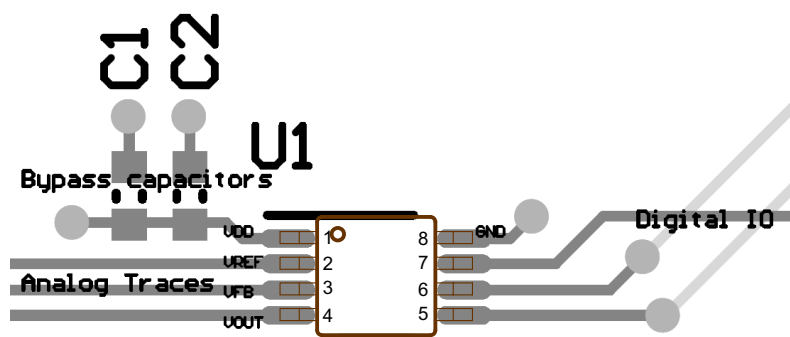 C1
C2
U1
Bypass capacitors
VDD
VREF
Analog Traces
VFB
VOUT
1
2
3
4
8
7
6
5
GND
Digital IO